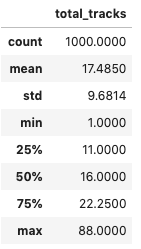 total_tracks
count 1000.0000
mean 17.4850
std 9.6814
min 1.0000
25% 11.0000
50% 16.0000
75% 22.2500
max 88.0000